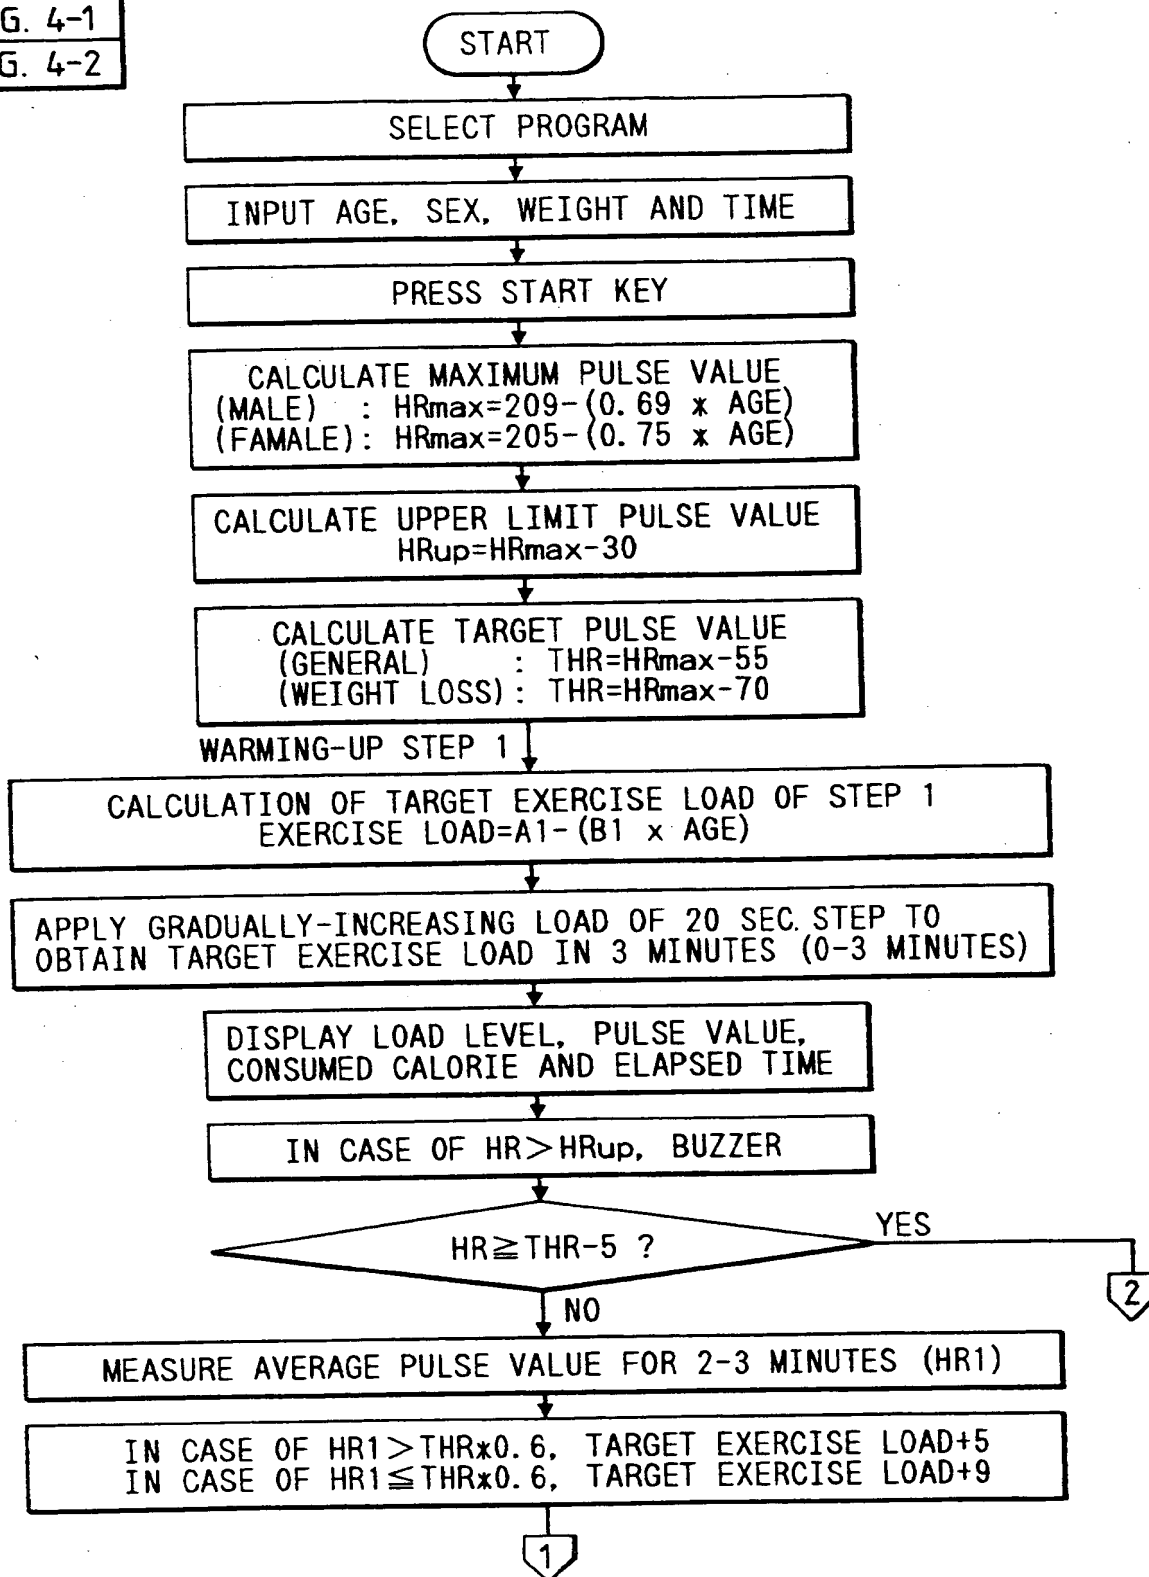 G. 4-1
G. 4-2
START
SELECT PROGRAM
INPUT AGE, SEX, WEIGHT AND TIME
PRESS START KEY
CALCULATE MAXIMUM PULSE VALUE
(MALE) : HRmax=209-(0.69 * AGE)
(FAMALE): HRmax=205-(0.75 * AGE)
CALCULATE UPPER LIMIT PULSE VALUE
HRup=HRmax-30
CALCULATE TARGET PULSE VALUE
(GENERAL) : THR=HRmax-55
(WEIGHT LOSS): THR=HRmax-70
WARMING-UP STEP 1
CALCULATION OF TARGET EXERCISE LOAD OF STEP 1
EXERCISE LOAD=A1-(B1 x AGE)
APPLY GRADUALLY-INCREASING LOAD OF 20 SEC. STEP TO
OBTAIN TARGET EXERCISE LOAD IN 3 MINUTES (0-3 MINUTES)
DISPLAY LOAD LEVEL, PULSE VALUE,
CONSUMED CALORIE AND ELAPSED TIME
IN CASE OF HR>HRup, BUZZER
HR≧THR-5 ?
YES
2
NO
MEASURE AVERAGE PULSE VALUE FOR 2-3 MINUTES (HR1)
IN CASE OF HR1>THR*0.6, TARGET EXERCISE LOAD+5
IN CASE OF HR1≦THR*0.6, TARGET EXERCISE LOAD+9
1